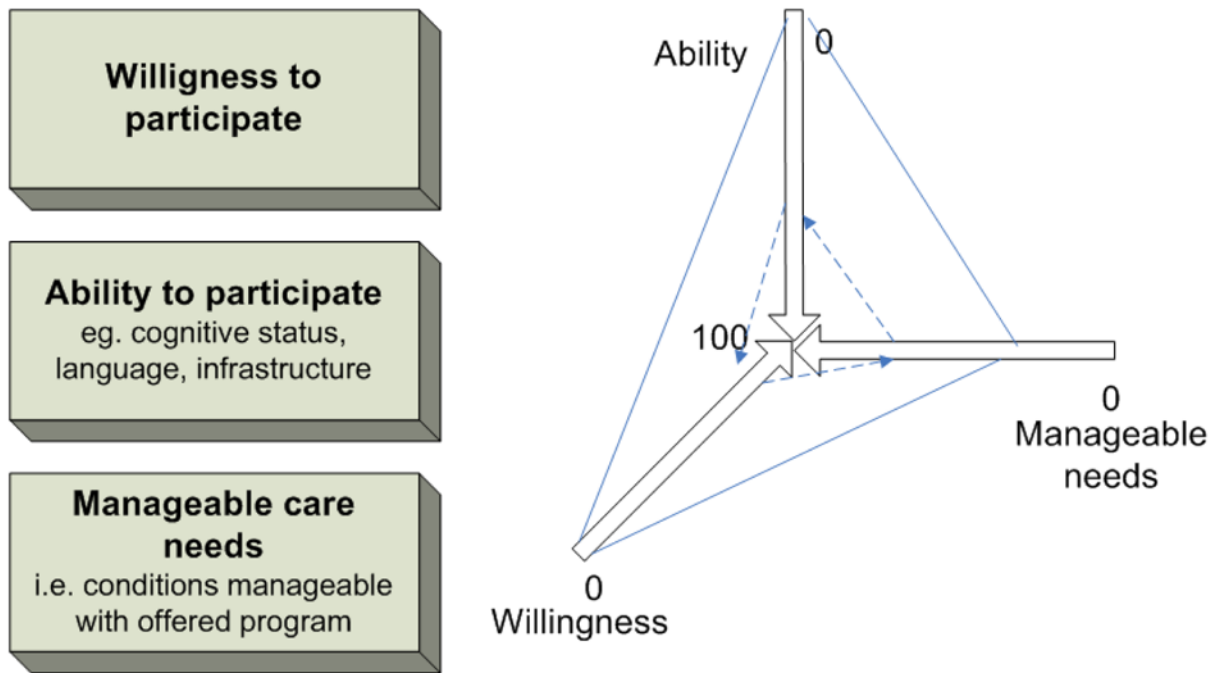 Willigness to
participate
Ability to participate
eg. cognitive status,
language, infrastructure
Manageable care
needs
i.e. conditions manageable
with offered program
Ability
0
100
0
Manageable
needs
0
Willingness